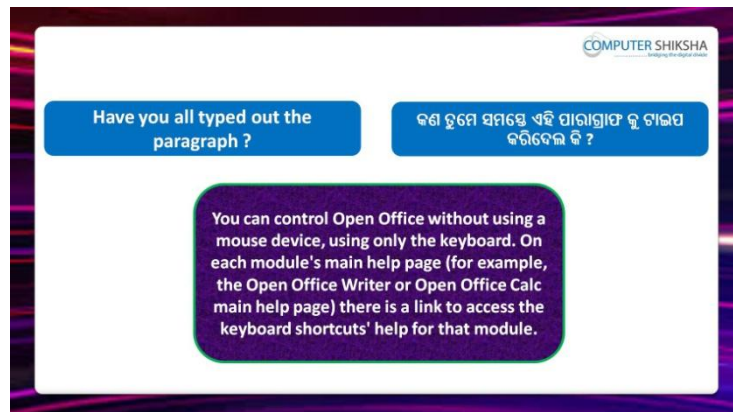 COMPUTER SHIKSHA
bridging the digital divide
Have you all typed out the
paragraph ?
କଣ ତୁମେ ସମସ୍ତେ ଏହି ପାରାଗ୍ରାଫ କୁ ଟାଇପ
କରିଦେଲ କି ?
You can control Open Office without using a
mouse device, using only the keyboard. On
each module's main help page (for example,
the Open Office Writer or Open Office Calc
main help page) there is a link to access the
keyboard shortcuts' help for that module.